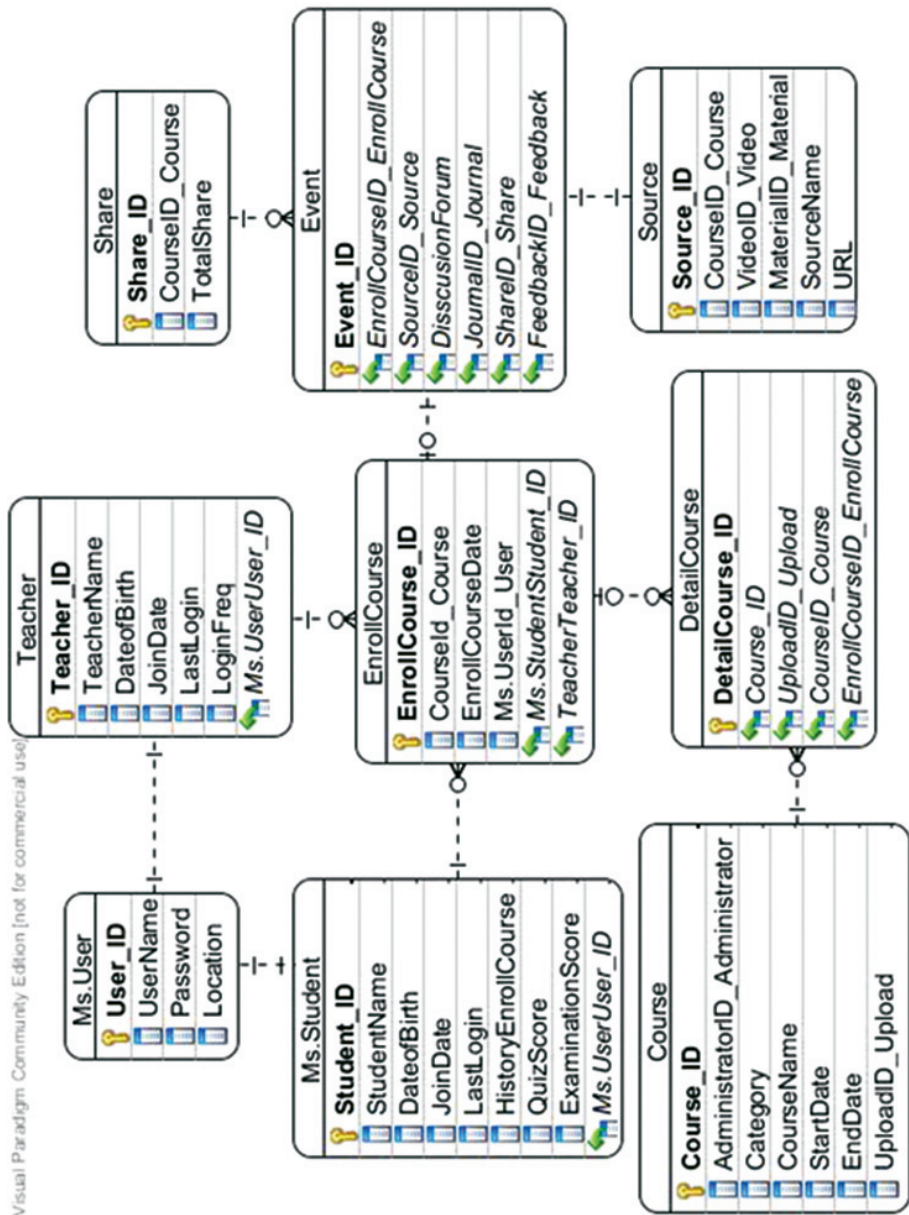 Visual Paradigm Community Edition [not for commercial use]
Ms.User
User_ID
UserName
Password
Location
Teacher
Teacher_ID
TeacherName
DateofBirth
JoinDate
LastLogin
LoginFreq
Ms.UserUser_ID
Share
Share_ID
CourseID_Course
TotalShare
Ms.Student
Student_ID
StudentName
DateofBirth
JoinDate
LastLogin
HistoryEnrollCourse
QuizScore
ExaminationScore
Ms.UserUser_ID
EnrollCourse
EnrollCourse_ID
CourseId_Course
EnrollCourseDate
Ms.UserId_User
Ms.StudentStudent_ID
TeacherTeacher_ID
Event
Event_ID
EnrollCourseID_EnrollCourse
SourceID_Source
DisscusionForum
JournalID_Journal
ShareID_Share
FeedbackID_Feedback
Course
Course_ID
AdministratorID_Administrator
Category
CourseName
StartDate
EndDate
UploadID_Upload
DetailCourse
DetailCourse_ID
Course_ID
UploadID_Upload
CourseID_Course
EnrollCourseID_EnrollCourse
Source
Source_ID
CourseID_Course
VideoID_Video
MaterialID_Material
SourceName
URL